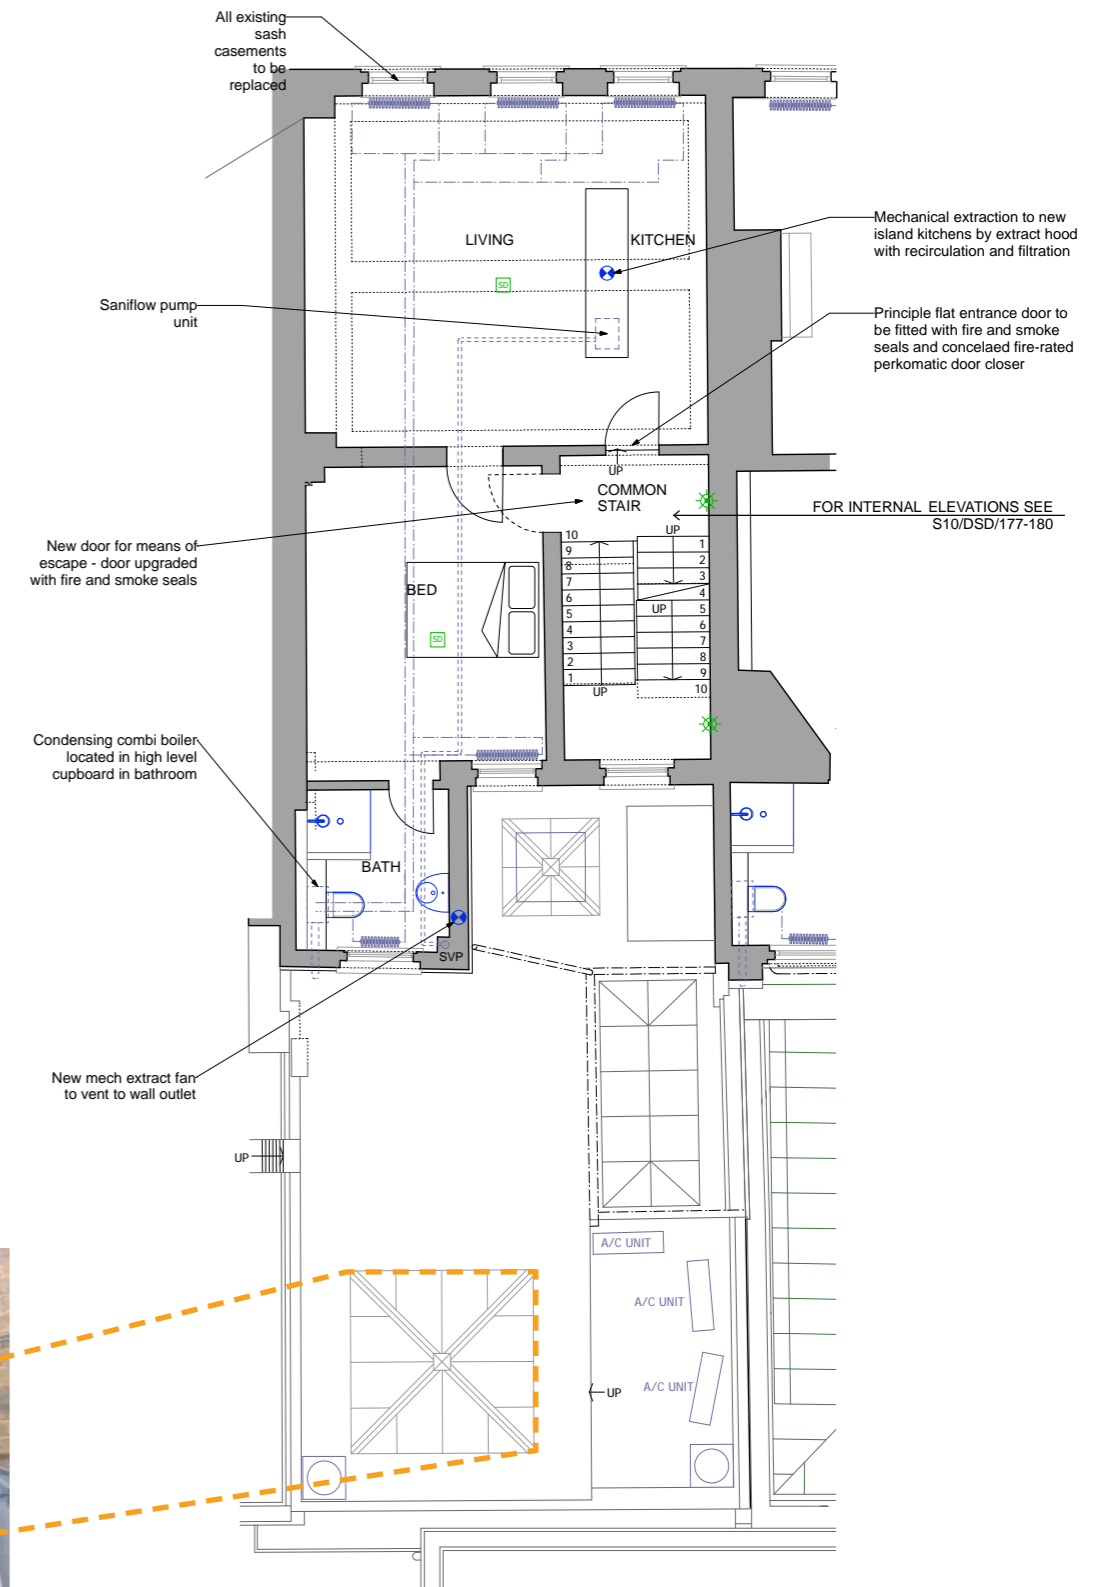 All existing
sash
casements
to be
replaced
Mechanical extraction to new
island kitchens by extract hood
with recirculation and filtration
LIVING
KITCHEN
SD
Saniflow pump
unit
Principle flat entrance door to
be fitted with fire and smoke
seals and concelaed fire-rated
perkomatic door closer
UP
COMMON
STAIR
FOR INTERNAL ELEVATIONS SEE
S10/DSD/177-180
New door for means of
escape - door upgraded
with fire and smoke seals
UP
10
9
8
7
6
5
4
3
2
1
UP
1
2
3
4
5
6
7
8
9
10
UP
BED
SD
Condensing combi boiler
located in high level
cupboard in bathroom
BATH
SVP
New mech extract fan
to vent to wall outlet
UP
A/C UNIT
A/C UNIT
A/C UNIT
UP